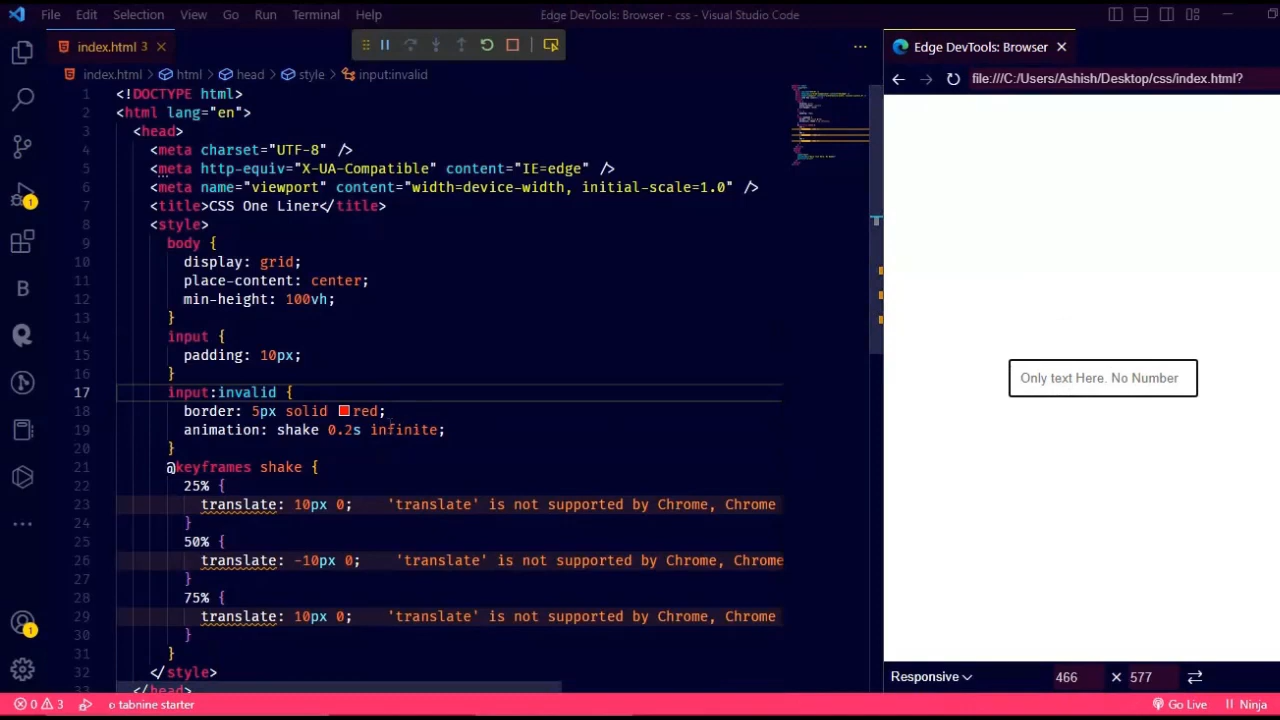 File Edit Selection View Go Run Terminal Help Edge DevTools: Browser - css - Visual Studio Code
index.html 3
index.html > html > head > style > input:invalid
1 <!DOCTYPE html>
2 <html lang="en">
3 <head>
4 <meta charset="UTF-8" />
5 <meta http-equiv="X-UA-Compatible" content="IE=edge" />
6 <meta name="viewport" content="width=device-width, initial-scale=1.0" />
7 <title>CSS One Liner</title>
8 <style>
9 body {
10 display: grid;
11 place-content: center;
12 min-height: 100vh;
13 }
14 input {
15 padding: 10px;
16 }
17 input:invalid {
18 border: 5px solid red;
19 animation: shake 0.2s infinite;
20 }
21 @keyframes shake {
22 25% {
23 translate: 10px 0; 'translate' is not supported by Chrome, Chrome
24 }
25 50% {
26 translate: -10px 0; 'translate' is not supported by Chrome, Chrome
27 }
28 75% {
29 translate: 10px 0; 'translate' is not supported by Chrome, Chrome
30 }
31 }
32 </style>
33 </head>
Edge DevTools: Browser
file:///C:/Users/Ashish/Desktop/css/index.html?
Only text Here. No Number
Responsive 466 × 577
0 3 tabnine starter Go Live Ninja